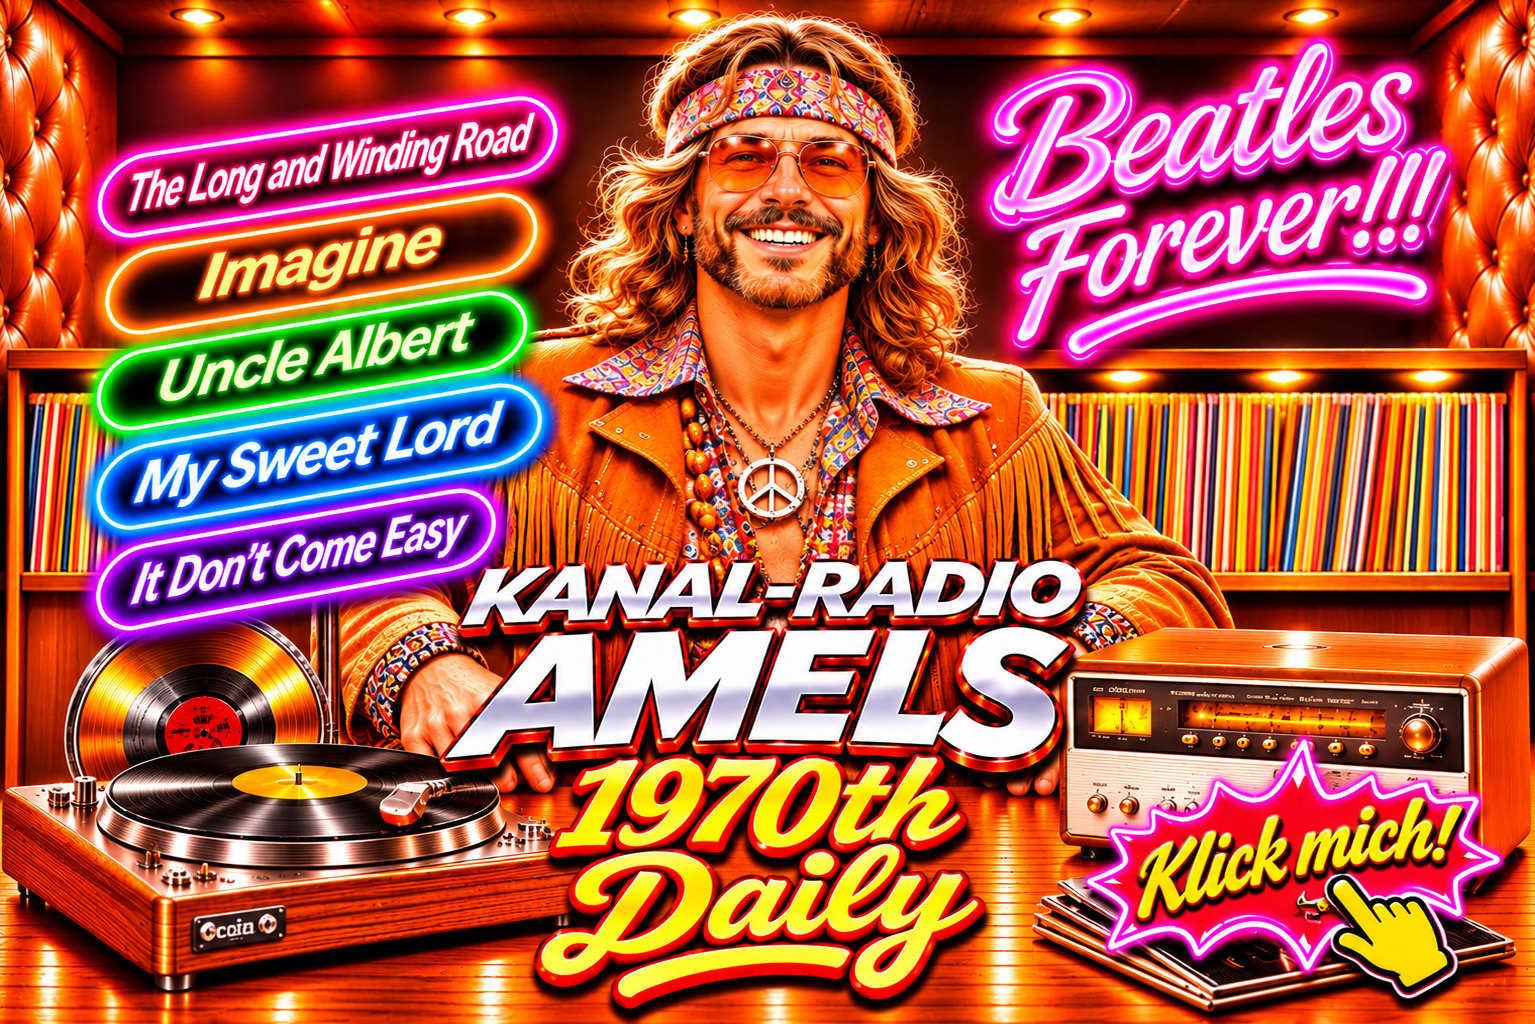 The Long and Winding Road
Imagine
Uncle Albert
My Sweet Lord
It Don't Come Easy
Beatles
Forever!!!
KANAL-RADIO
AMELS
1970th
Daily
Klick mich!